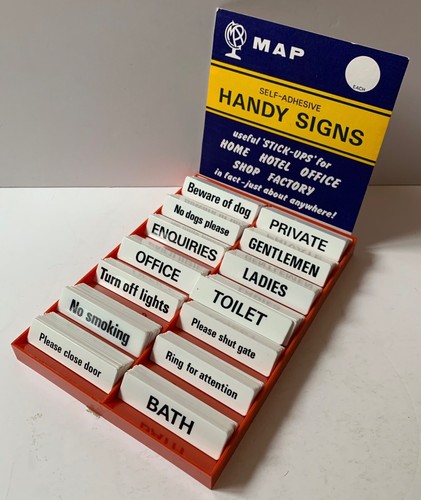 MAP
EACH
SELF-ADHESIVE
HANDY SIGNS
useful 'STICK-UPS' for
HOME HOTEL OFFICE
SHOP FACTORY
in fact-just about anywhere!
Beware of dog
No dogs please
ENQUIRIES
OFFICE
Turn off lights
No smoking
Please close door
PRIVATE
GENTLEMEN
LADIES
TOILET
Please shut gate
Ring for attention
BATH